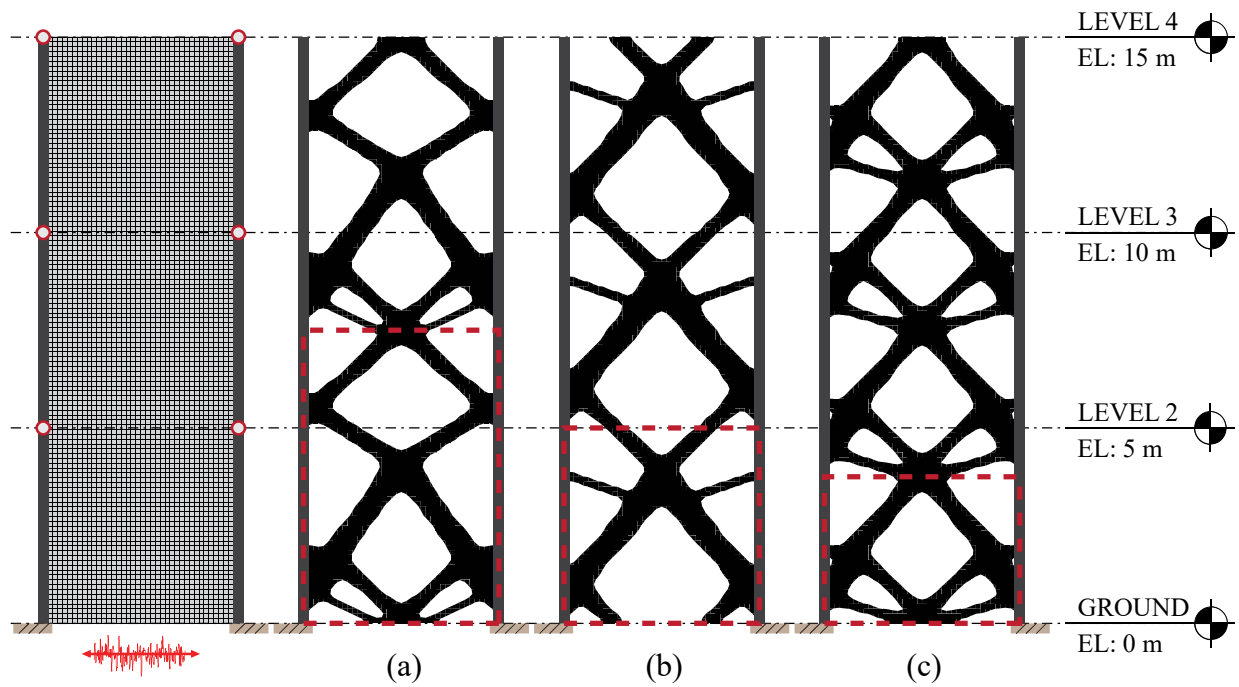 LEVEL 4
EL: 15 m
LEVEL 3
EL: 10 m
LEVEL 2
EL: 5 m
GROUND
EL: 0 m
(a)
(b)
(c)